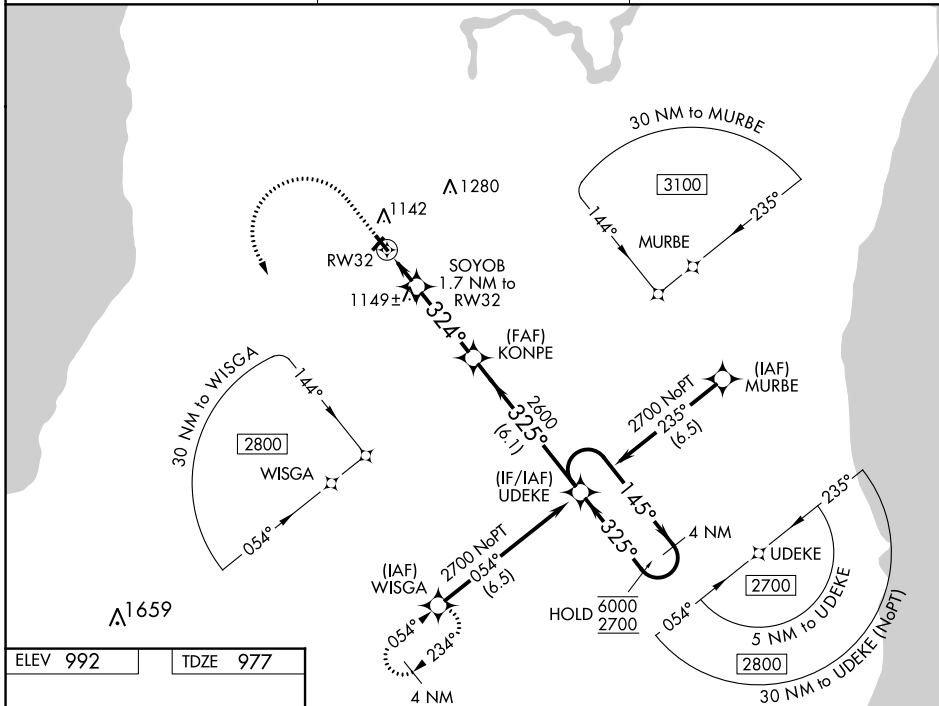 30 NM to MURBE
3100
144°
235°
MURBE
1280
1142
RW32
SOYOB
1.7 NM to
RW32
1149±
324°
(FAF)
KONPE
30 NM to WISGA
144°
2800
WISGA
054°
2600
325°
(6.1)
(IAF)
MURBE
2700 NoPT
235°
(6.5)
(IF/IAF)
UDEKE
145°
325°
4 NM
HOLD
6000
2700
2700 NoPT
054°
(6.5)
(IAF)
WISGA
054°
234°
4 NM
235°
UDEKE
2700
054°
5 NM to UDEKE
2800
30 NM to UDEKE (NoPT)
1659
ELEV 992
TDZE 977